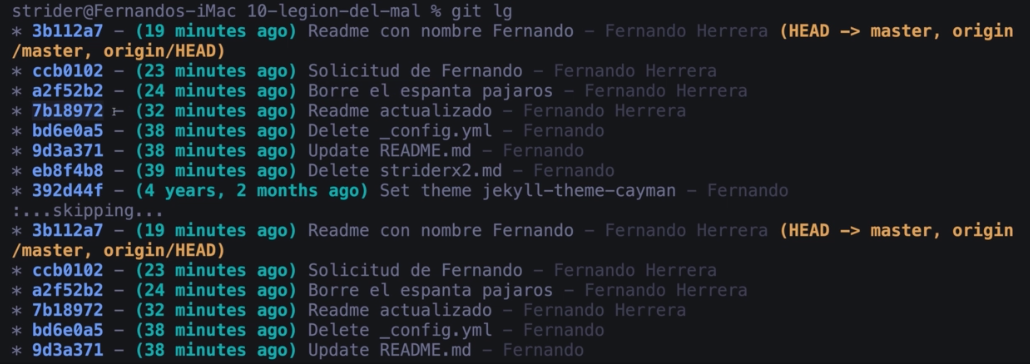 strider@Fernandos-iMac 10-legion-del-mal % git lg
* 3b112a7 - (19 minutes ago) Readme con nombre Fernando - Fernando Herrera (HEAD -> master, origin
/master, origin/HEAD)
* ccb0102 - (23 minutes ago) Solicitud de Fernando - Fernando Herrera
* a2f52b2 - (24 minutes ago) Borre el espanta pajaros - Fernando Herrera
* 7b18972 - (32 minutes ago) Readme actualizado - Fernando Herrera
* bd6e0a5 - (38 minutes ago) Delete _config.yml - Fernando
* 9d3a371 - (38 minutes ago) Update README.md - Fernando
* eb8f4b8 - (39 minutes ago) Delete striderx2.md - Fernando
* 392d44f - (4 years, 2 months ago) Set theme jekyll-theme-cayman - Fernando
:...skipping...
* 3b112a7 - (19 minutes ago) Readme con nombre Fernando - Fernando Herrera (HEAD -> master, origin
/master, origin/HEAD)
* ccb0102 - (23 minutes ago) Solicitud de Fernando - Fernando Herrera
* a2f52b2 - (24 minutes ago) Borre el espanta pajaros - Fernando Herrera
* 7b18972 - (32 minutes ago) Readme actualizado - Fernando Herrera
* bd6e0a5 - (38 minutes ago) Delete _config.yml - Fernando
* 9d3a371 - (38 minutes ago) Update README.md - Fernando